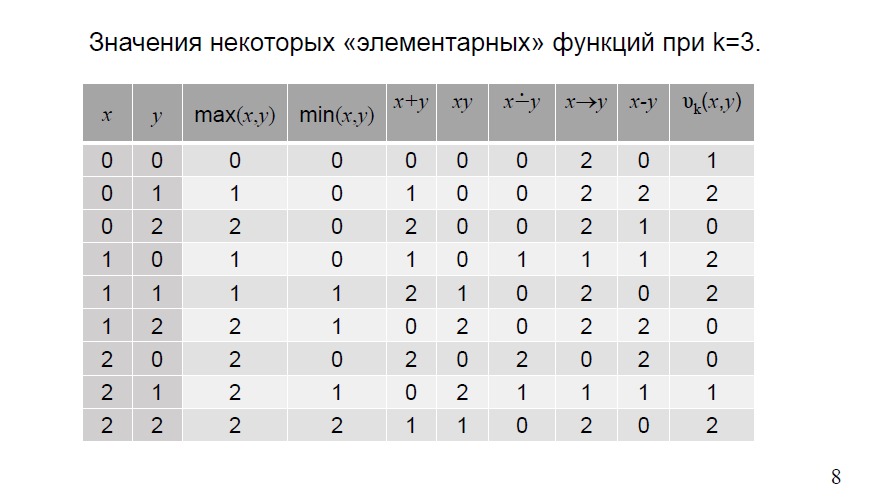 Значения некоторых «элементарных» функций при k=3.
x y max(x,y) min(x,y) x+y xy x∸y x→y x-y υk(x,y)
0 0 0 0 0 0 0 2 0 1
0 1 1 0 1 0 0 2 2 2
0 2 2 0 2 0 0 2 1 0
1 0 1 0 1 0 1 1 1 2
1 1 1 1 2 1 0 2 0 2
1 2 2 1 0 2 0 2 2 0
2 0 2 0 2 0 2 0 2 0
2 1 2 1 0 2 1 1 1 1
2 2 2 2 1 1 0 2 0 2
8